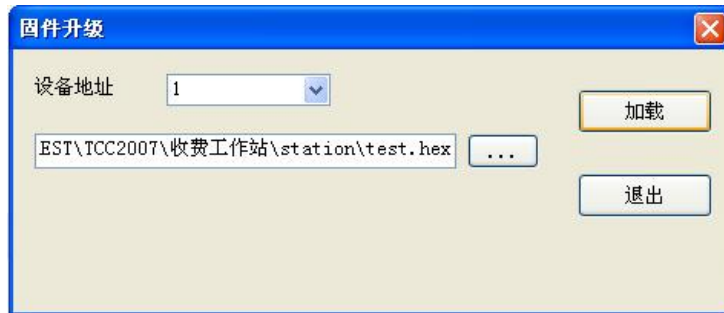 固件升级
设备地址 1
加载
EST\TCC2007\收费工作站\station\test.hex ...
退出